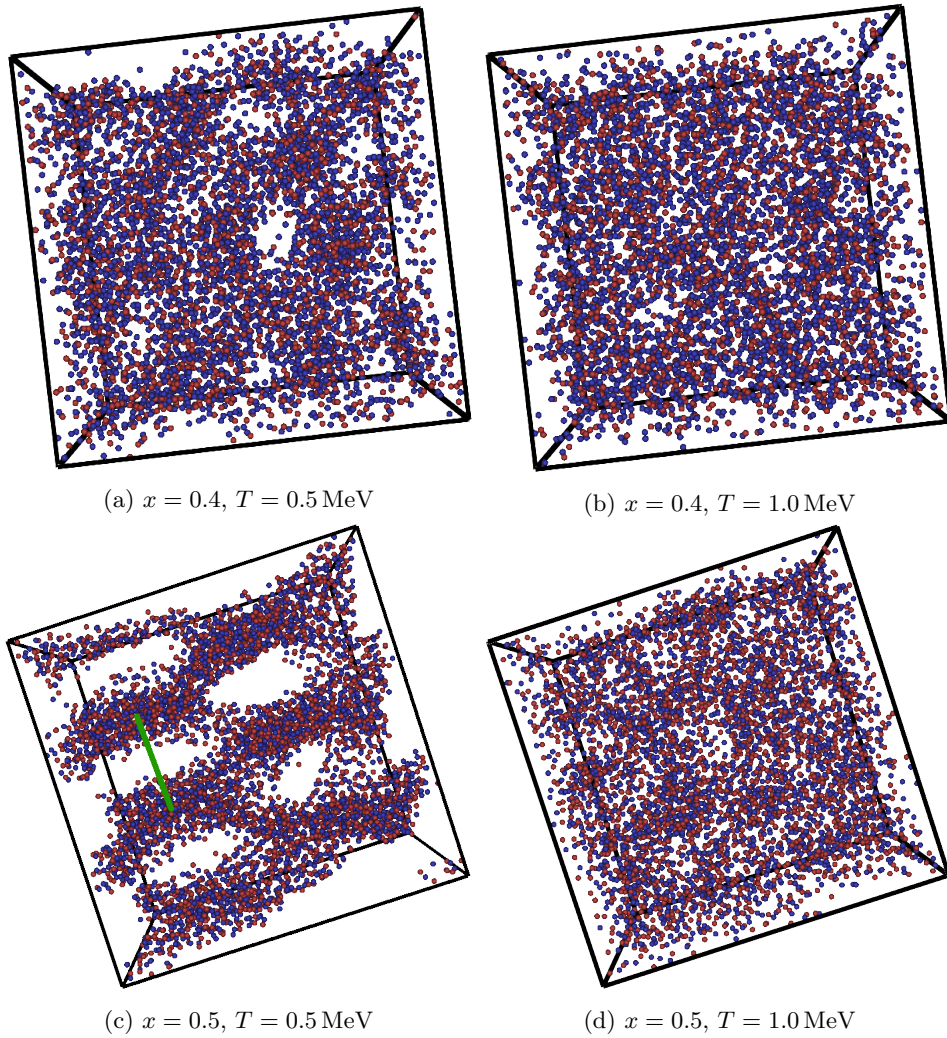 (a) x = 0.4, T = 0.5 MeV
(b) x = 0.4, T = 1.0 MeV
(c) x = 0.5, T = 0.5 MeV
(d) x = 0.5, T = 1.0 MeV